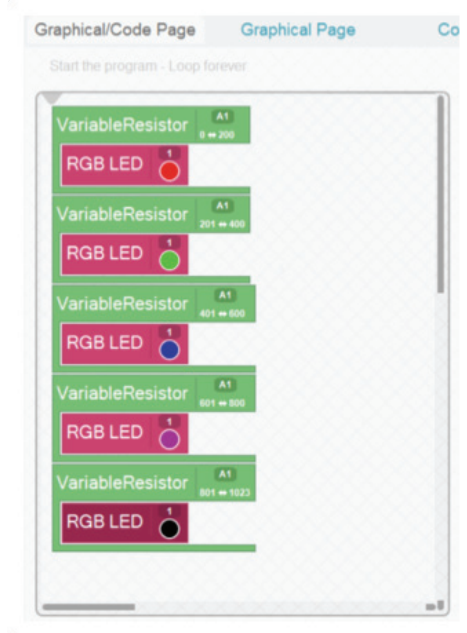 Graphical/Code Page Graphical Page Co
Start the program - Loop forever
VariableResistor A1
0 ⇔ 200
RGB LED 1
VariableResistor A1
201 ⇔ 400
RGB LED 1
VariableResistor A1
401 ⇔ 600
RGB LED 1
VariableResistor A1
601 ⇔ 800
RGB LED 1
VariableResistor A1
801 ⇔ 1023
RGB LED 1